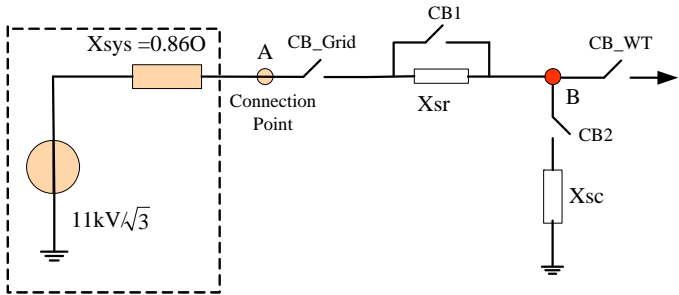 Xsys =0.86O
A
CB_Grid
CB1
CB_WT
Connection
Point
Xsr
B
CB2
Xsc
11kV/√3